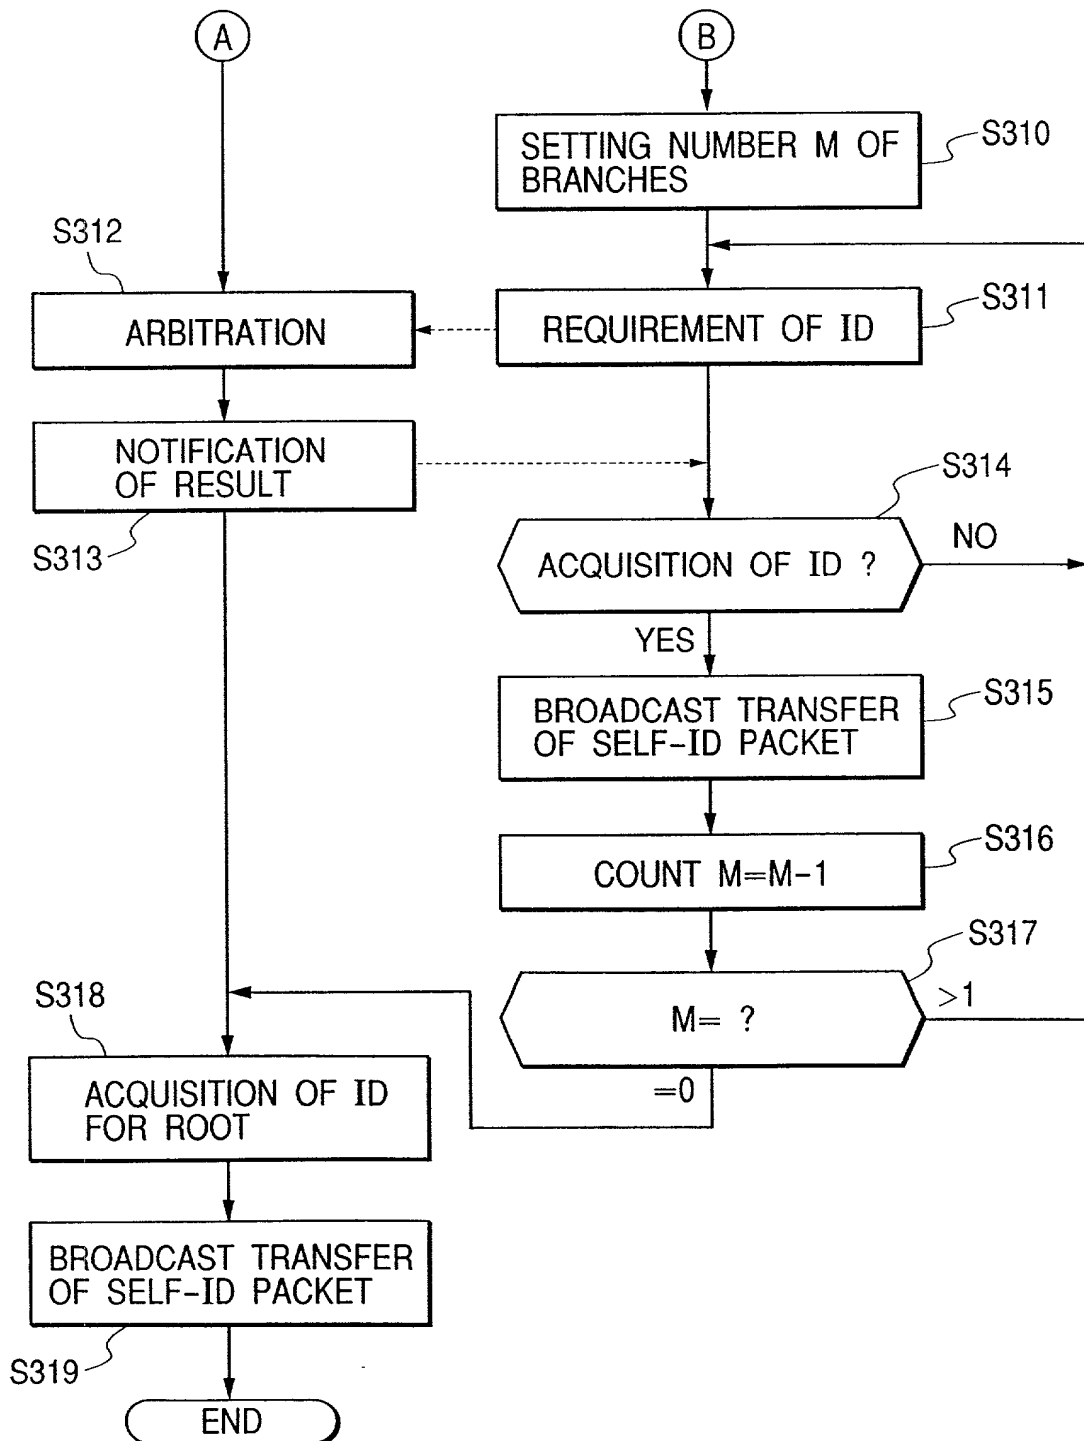 A
B
SETTING NUMBER M OF
BRANCHES
S310
S312
ARBITRATION
REQUIREMENT OF ID
S311
NOTIFICATION
OF RESULT
S313
S314
ACQUISITION OF ID ?
NO
YES
BROADCAST TRANSFER
OF SELF-ID PACKET
S315
COUNT M=M-1
S316
S317
M= ?
>1
=0
S318
ACQUISITION OF ID
FOR ROOT
BROADCAST TRANSFER
OF SELF-ID PACKET
S319
END